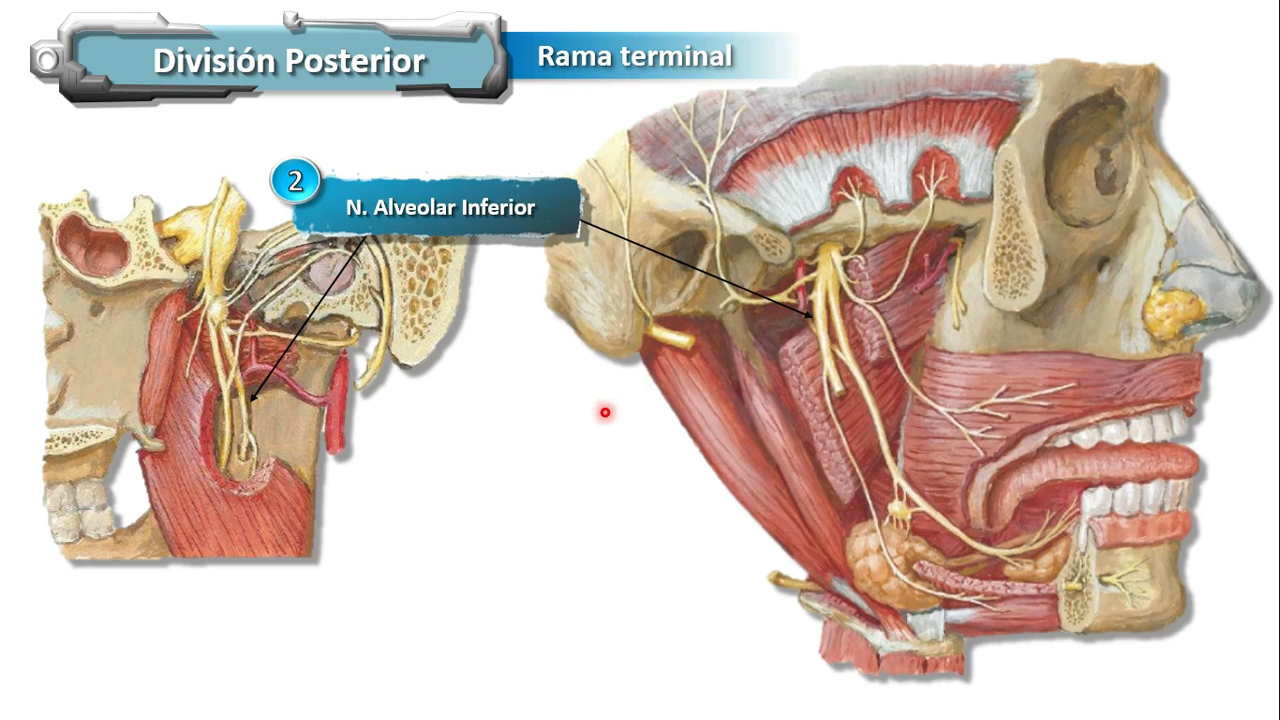 División Posterior
Rama terminal
2
N. Alveolar Inferior